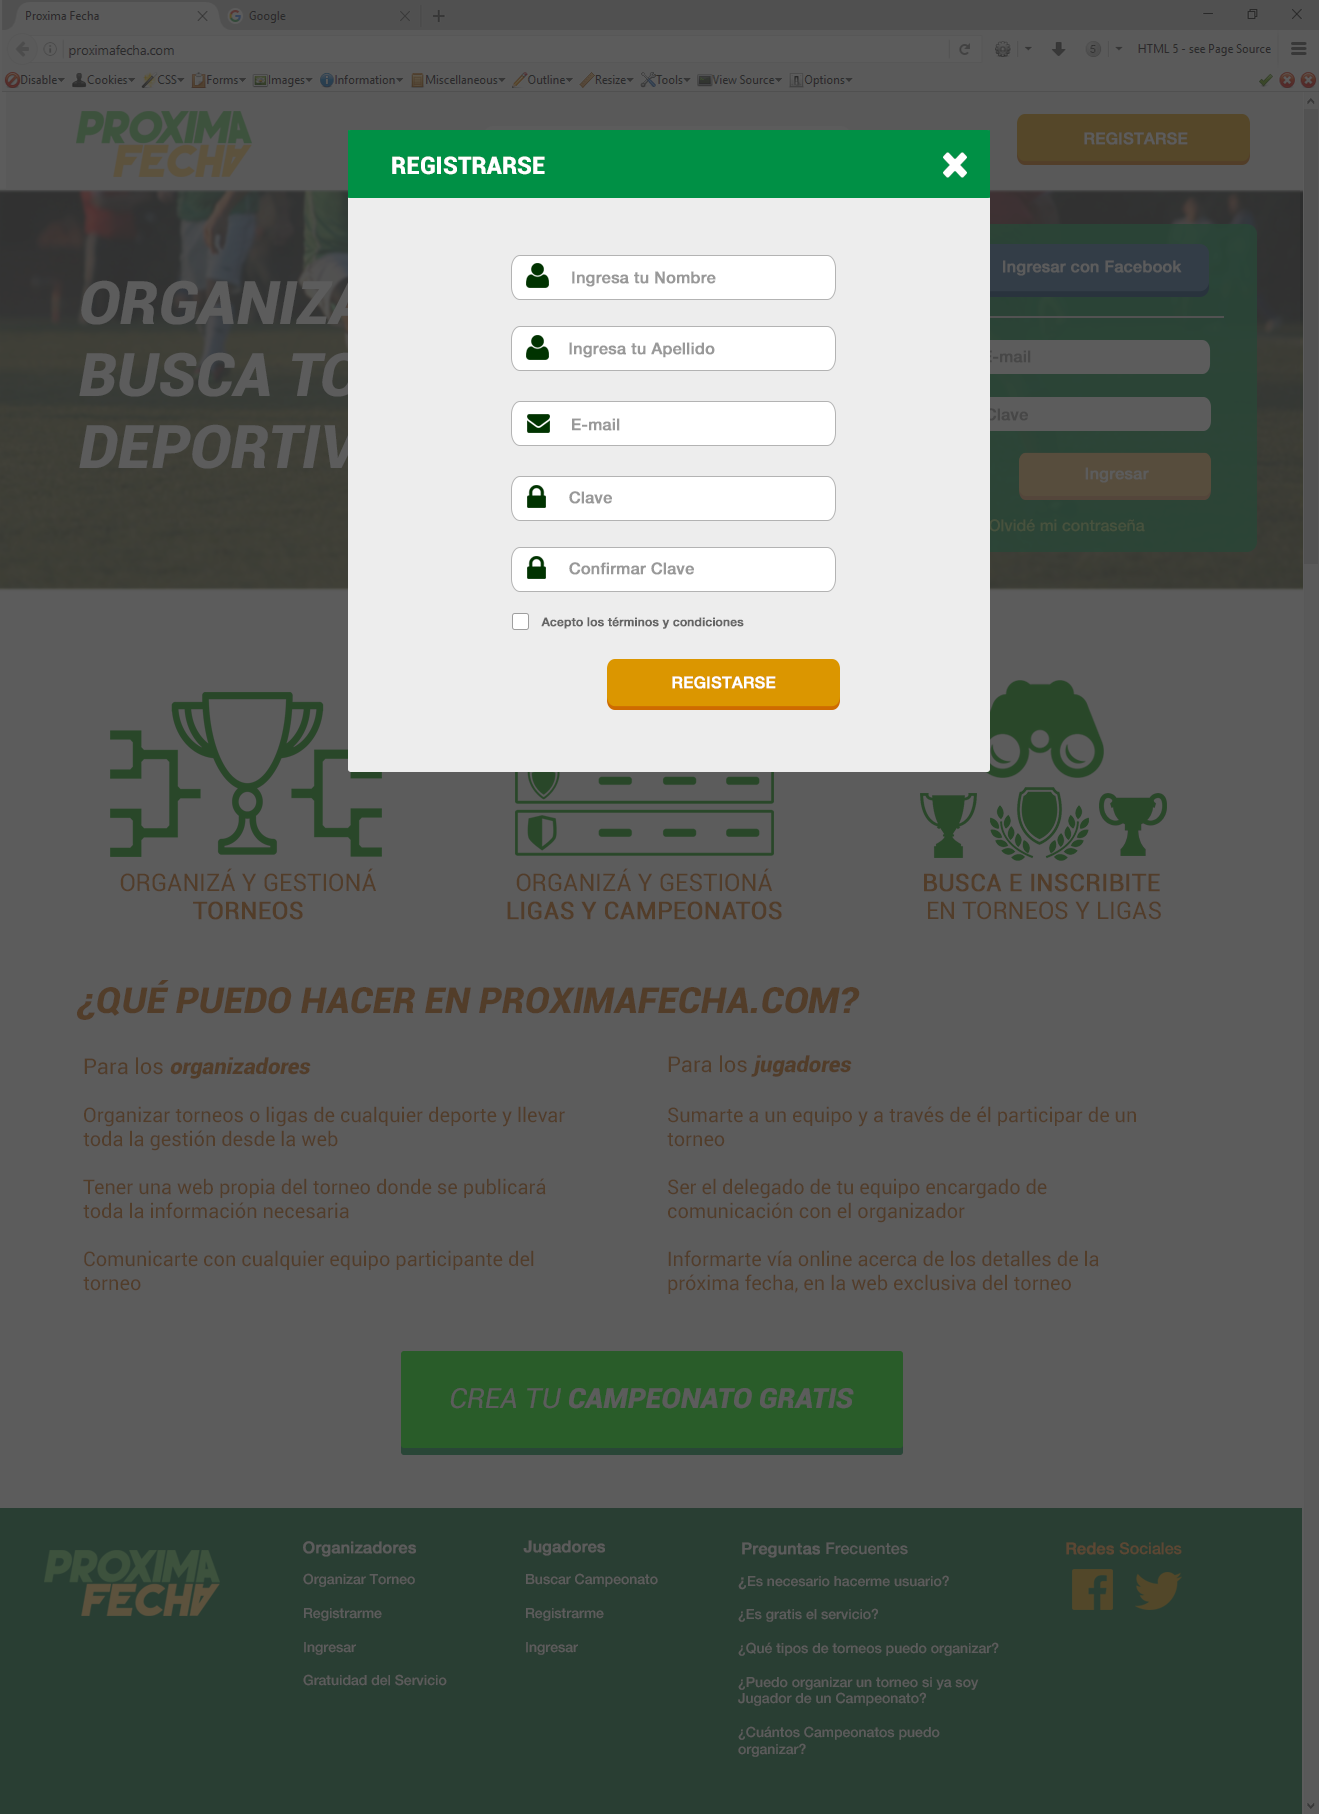 Proxima Fecha
Google
proximafecha.com
HTML 5 - see Page Source
Disable Cookies CSS Forms Images Information Miscellaneous Outline Resize Tools View Source Options
PROXIMA
FECHA
REGISTARSE
REGISTRARSE
ORGANIZA
BUSCA TO
DEPORTIV
Ingresar con Facebook
E-mail
Clave
Ingresar
Olvidé mi contraseña
Ingresa tu Nombre
Ingresa tu Apellido
E-mail
Clave
Confirmar Clave
Acepto los términos y condiciones
REGISTARSE
ORGANIZÁ Y GESTIONÁ
TORNEOS
ORGANIZÁ Y GESTIONÁ
LIGAS Y CAMPEONATOS
BUSCA E INSCRIBITE
EN TORNEOS Y LIGAS
¿QUÉ PUEDO HACER EN PROXIMAFECHA.COM?
Para los organizadores
Organizar torneos o ligas de cualquier deporte y llevar
toda la gestión desde la web
Tener una web propia del torneo donde se publicará
toda la información necesaria
Comunicarte con cualquier equipo participante del
torneo
Para los jugadores
Sumarte a un equipo y a través de él participar de un
torneo
Ser el delegado de tu equipo encargado de
comunicación con el organizador
Informarte vía online acerca de los detalles de la
próxima fecha, en la web exclusiva del torneo
CREA TU CAMPEONATO GRATIS
PROXIMA
FECHA
Organizadores
Organizar Torneo
Registrarme
Ingresar
Gratuidad del Servicio
Jugadores
Buscar Campeonato
Registrarme
Ingresar
Preguntas Frecuentes
¿Es necesario hacerme usuario?
¿Es gratis el servicio?
¿Qué tipos de torneos puedo organizar?
¿Puedo organizar un torneo si ya soy
Jugador de un Campeonato?
¿Cuántos Campeonatos puedo
organizar?
Redes Sociales